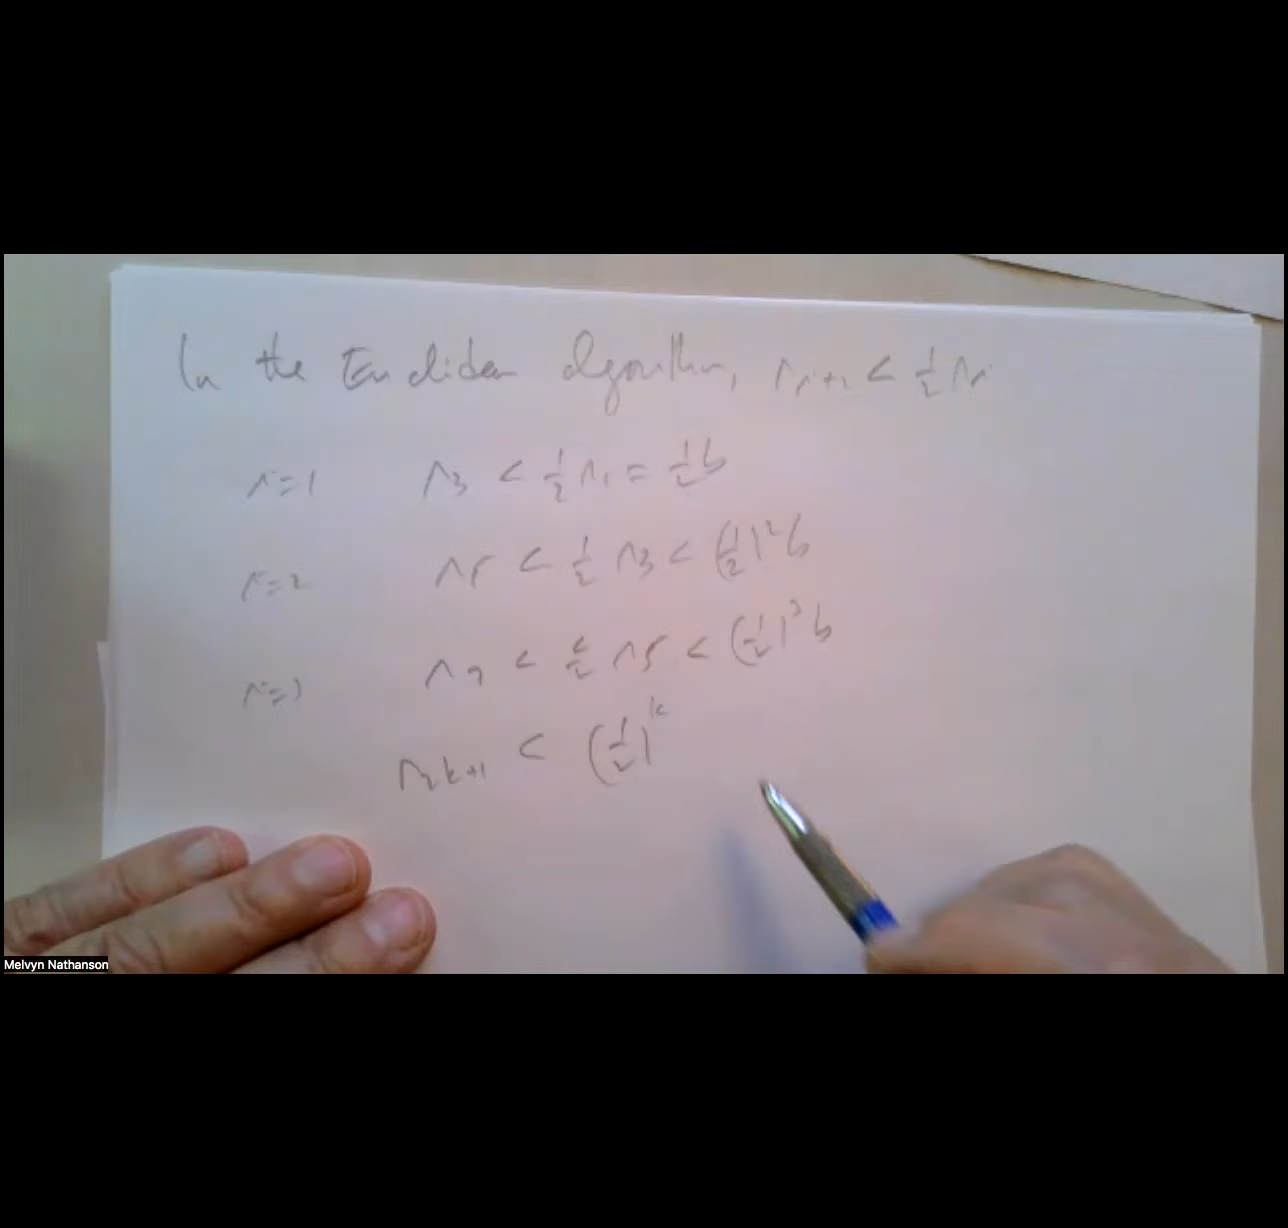 In the Euclidean algorithm, r_{i+2} < 1/2 r_i
i=1 r_3 < 1/2 r_1 = 1/2 b
i=2 r_5 < 1/2 r_3 < (1/2)^2 b
i=3 r_7 < 1/2 r_5 < (1/2)^3 b
r_{2k+1} < (1/2)^k
Melvyn Nathanson